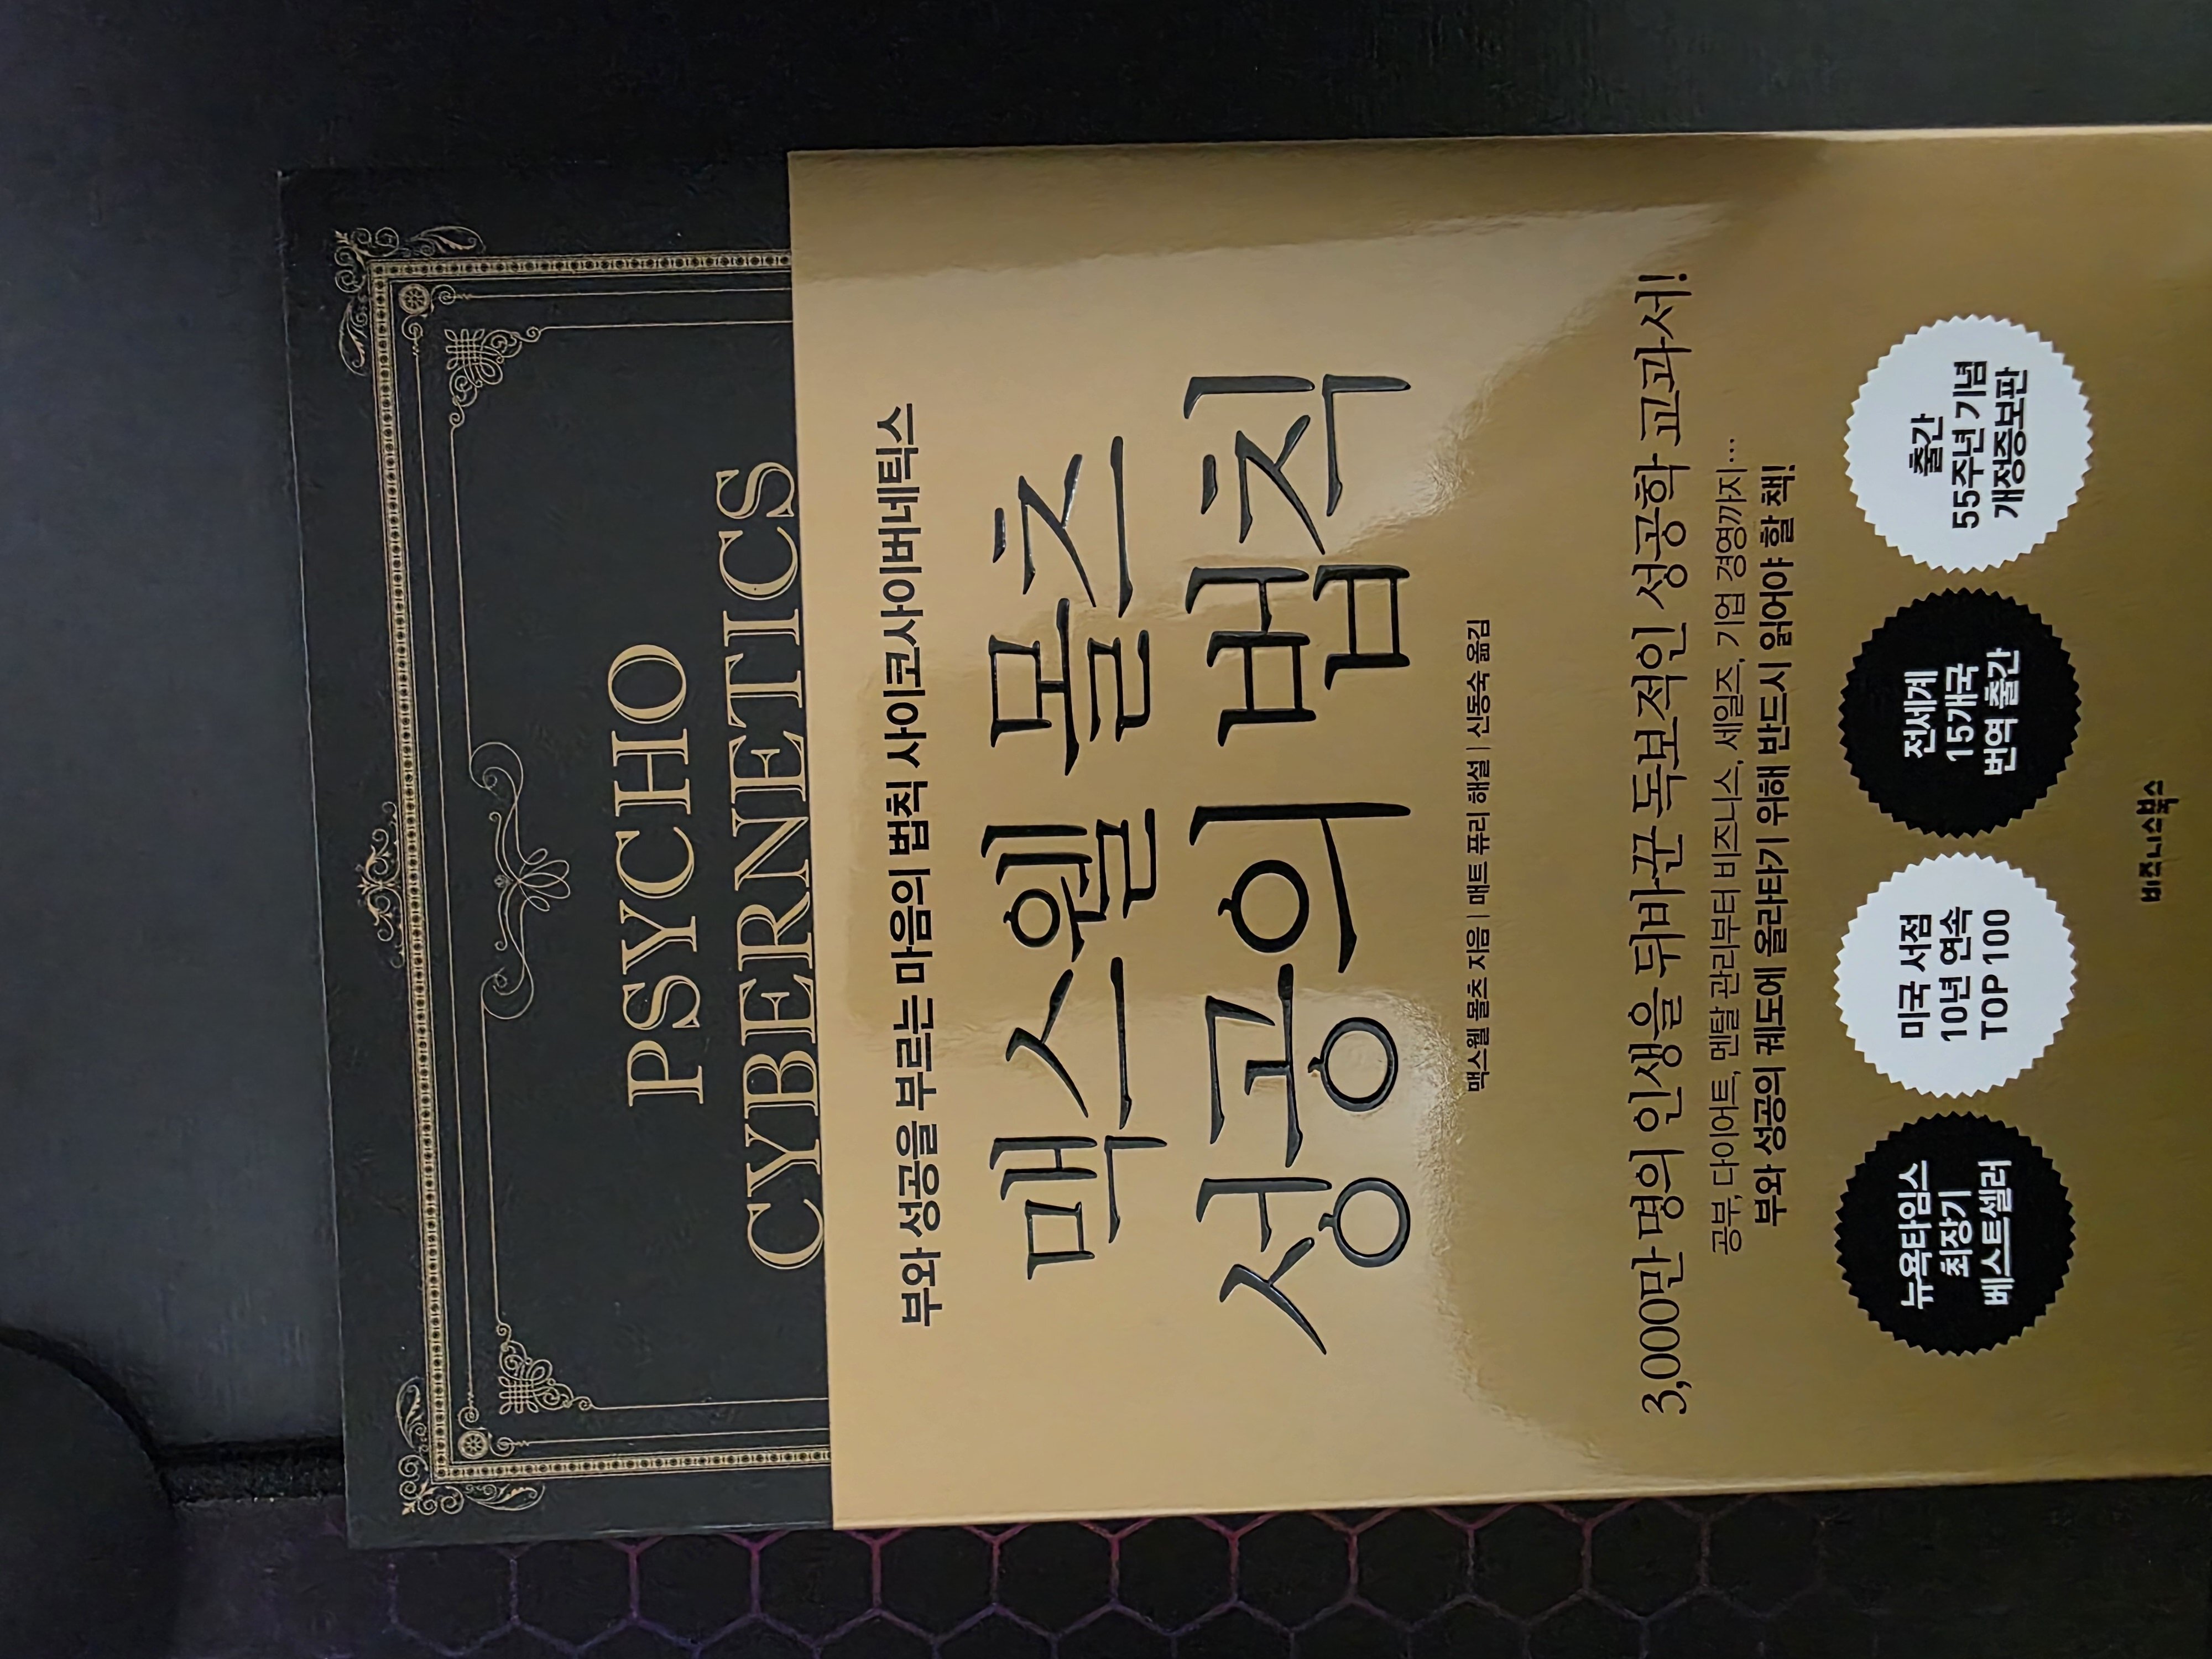 PSYCHO
CYBERNETICS
부와 성공을 부르는 마음의 법칙 사이코사이버네틱스
맥스웰 몰츠
성공의 법칙
맥스웰 몰츠 지음 | 매트 퓨리 해설 | 신동숙 옮김
3,000만 명의 인생을 뒤바꾼 독보적인 성공학 교과서!
공부, 다이어트, 멘탈 관리부터 비즈니스, 세일즈, 기업 경영까지…
부와 성공의 궤도에 올라타기 위해 반드시 읽어야 할 책!
뉴욕타임스
최장기
베스트셀러
미국 서점
10년 연속
TOP 100
전세계
15개국
번역 출간
출간
55주년 기념
개정증보판
비즈니스북스